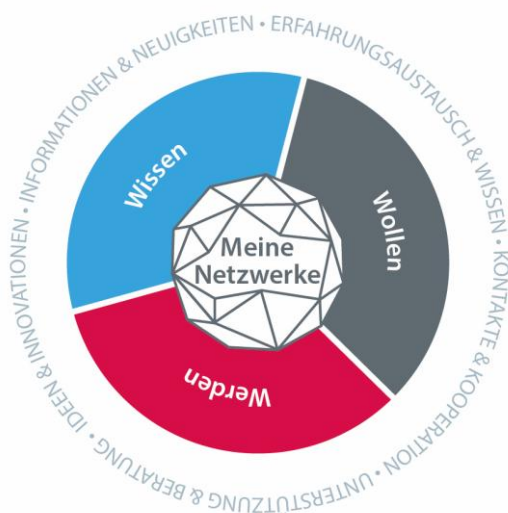 INFORMATIONEN & NEUIGKEITEN • ERFAHRUNGSAUSTAUSCH & WISSEN • KONTAKTE & KOOPERATION • UNTERSTÜTZUNG & BERATUNG • IDEEN & INNOVATIONEN •
Wissen
Wollen
Meine
Netzwerke
Werden